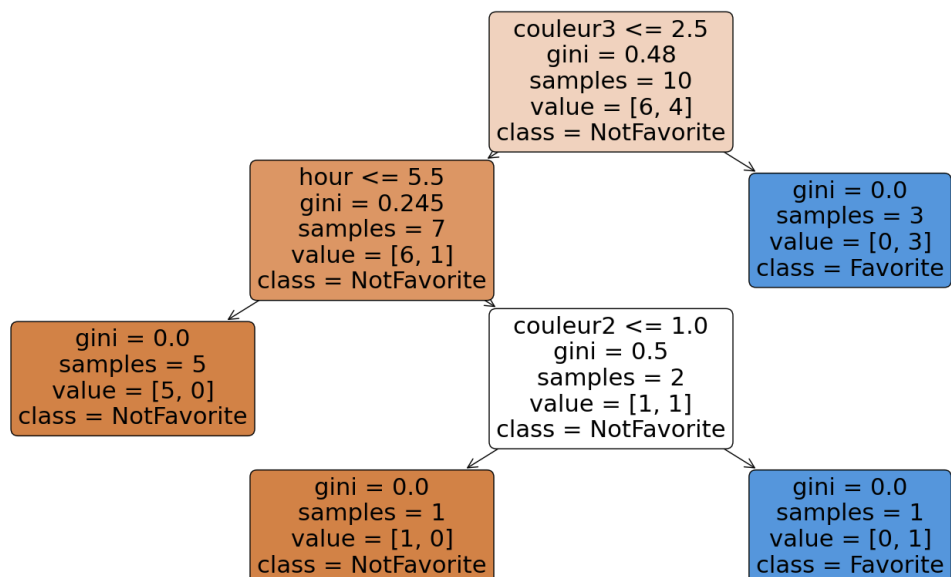 couleur3 <= 2.5
gini = 0.48
samples = 10
value = [6, 4]
class = NotFavorite
hour <= 5.5
gini = 0.245
samples = 7
value = [6, 1]
class = NotFavorite
gini = 0.0
samples = 3
value = [0, 3]
class = Favorite
gini = 0.0
samples = 5
value = [5, 0]
class = NotFavorite
couleur2 <= 1.0
gini = 0.5
samples = 2
value = [1, 1]
class = NotFavorite
gini = 0.0
samples = 1
value = [1, 0]
class = NotFavorite
gini = 0.0
samples = 1
value = [0, 1]
class = Favorite